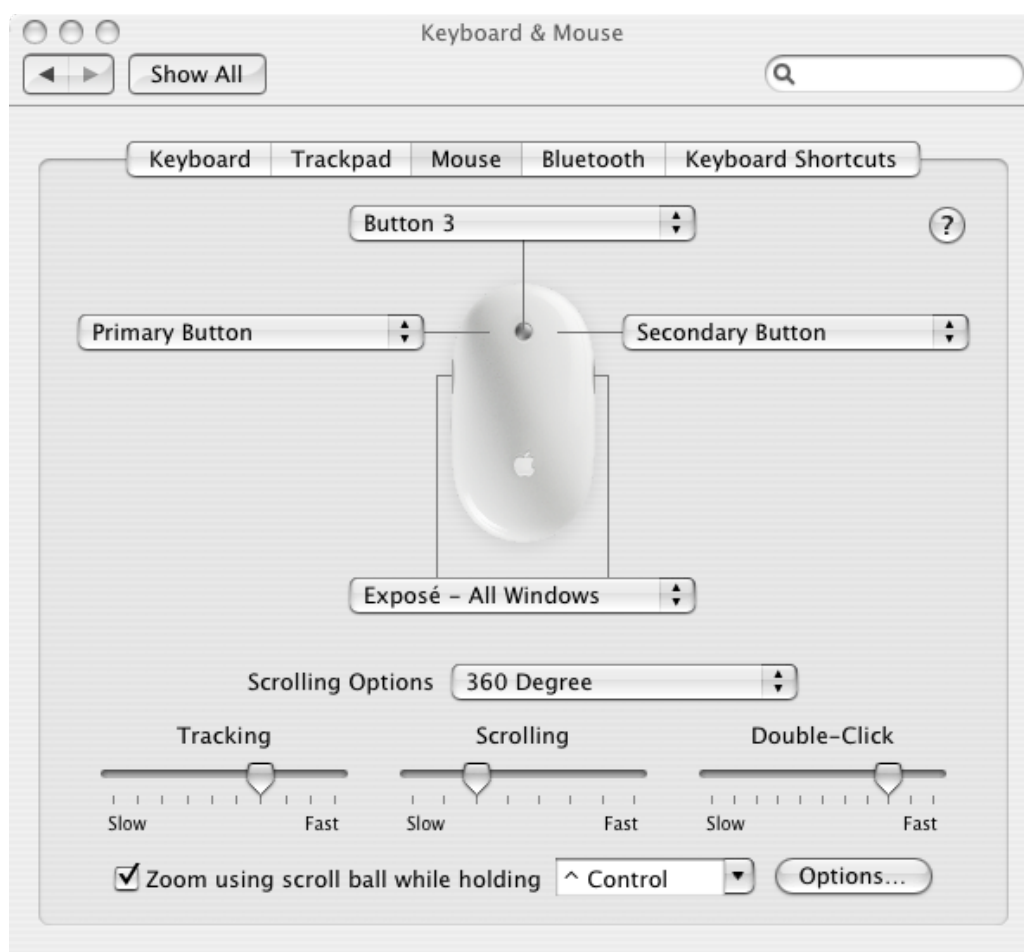 Keyboard & Mouse
Show All
Keyboard Trackpad Mouse Bluetooth Keyboard Shortcuts
Button 3 ?
Primary Button Secondary Button
Exposé – All Windows
Scrolling Options 360 Degree
Tracking Scrolling Double-Click
Slow Fast Slow Fast Slow Fast
Zoom using scroll ball while holding ^ Control Options...